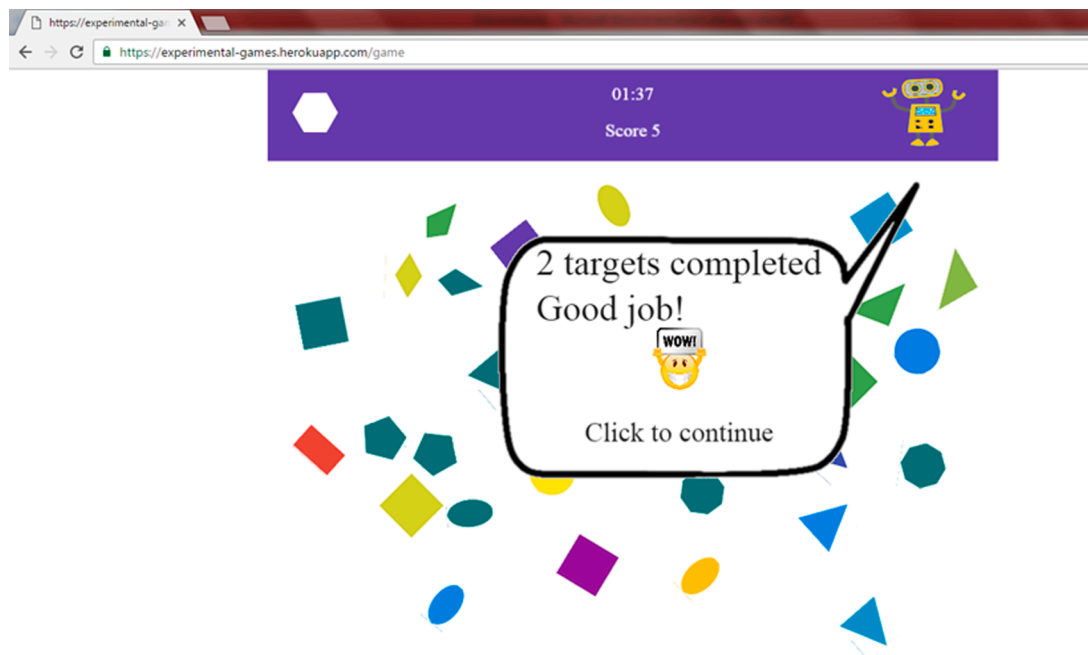 https://experimental-gar
https://experimental-games.herokuapp.com/game
01:37
Score 5
2 targets completed
Good job!
WOW!
Click to continue